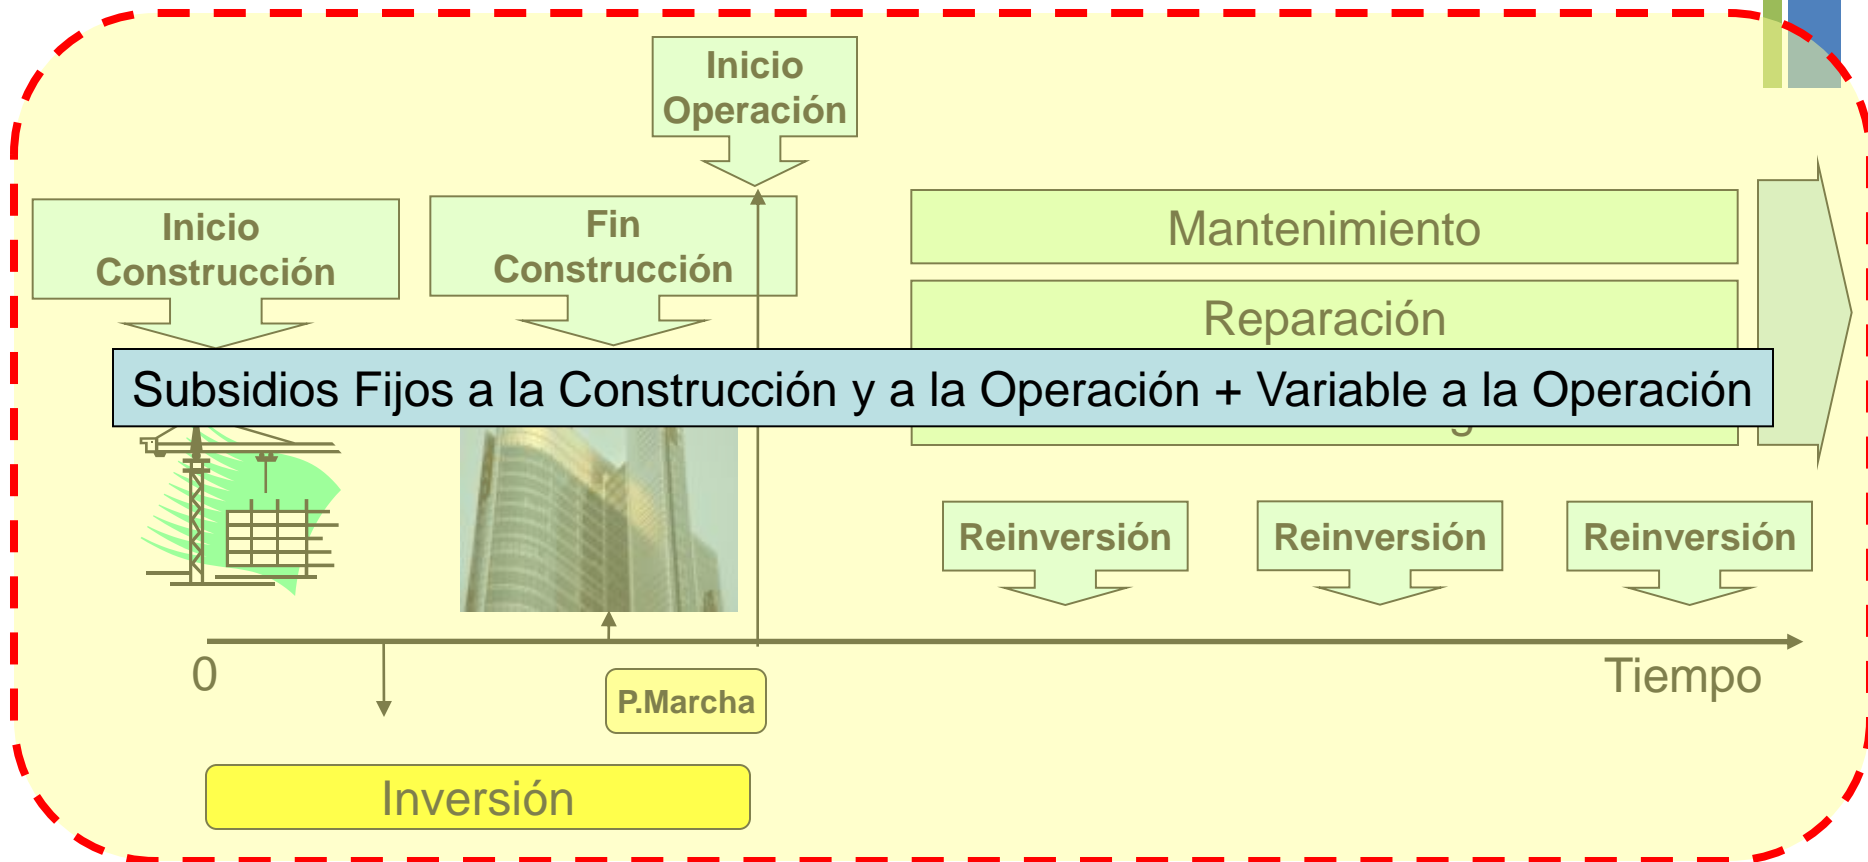 Inicio
Operación
Inicio
Construcción
Fin
Construcción
Mantenimiento
Reparación
Subsidios Fijos a la Construcción y a la Operación + Variable a la Operación
Reinversión
Reinversión
Reinversión
0
Tiempo
P.Marcha
Inversión